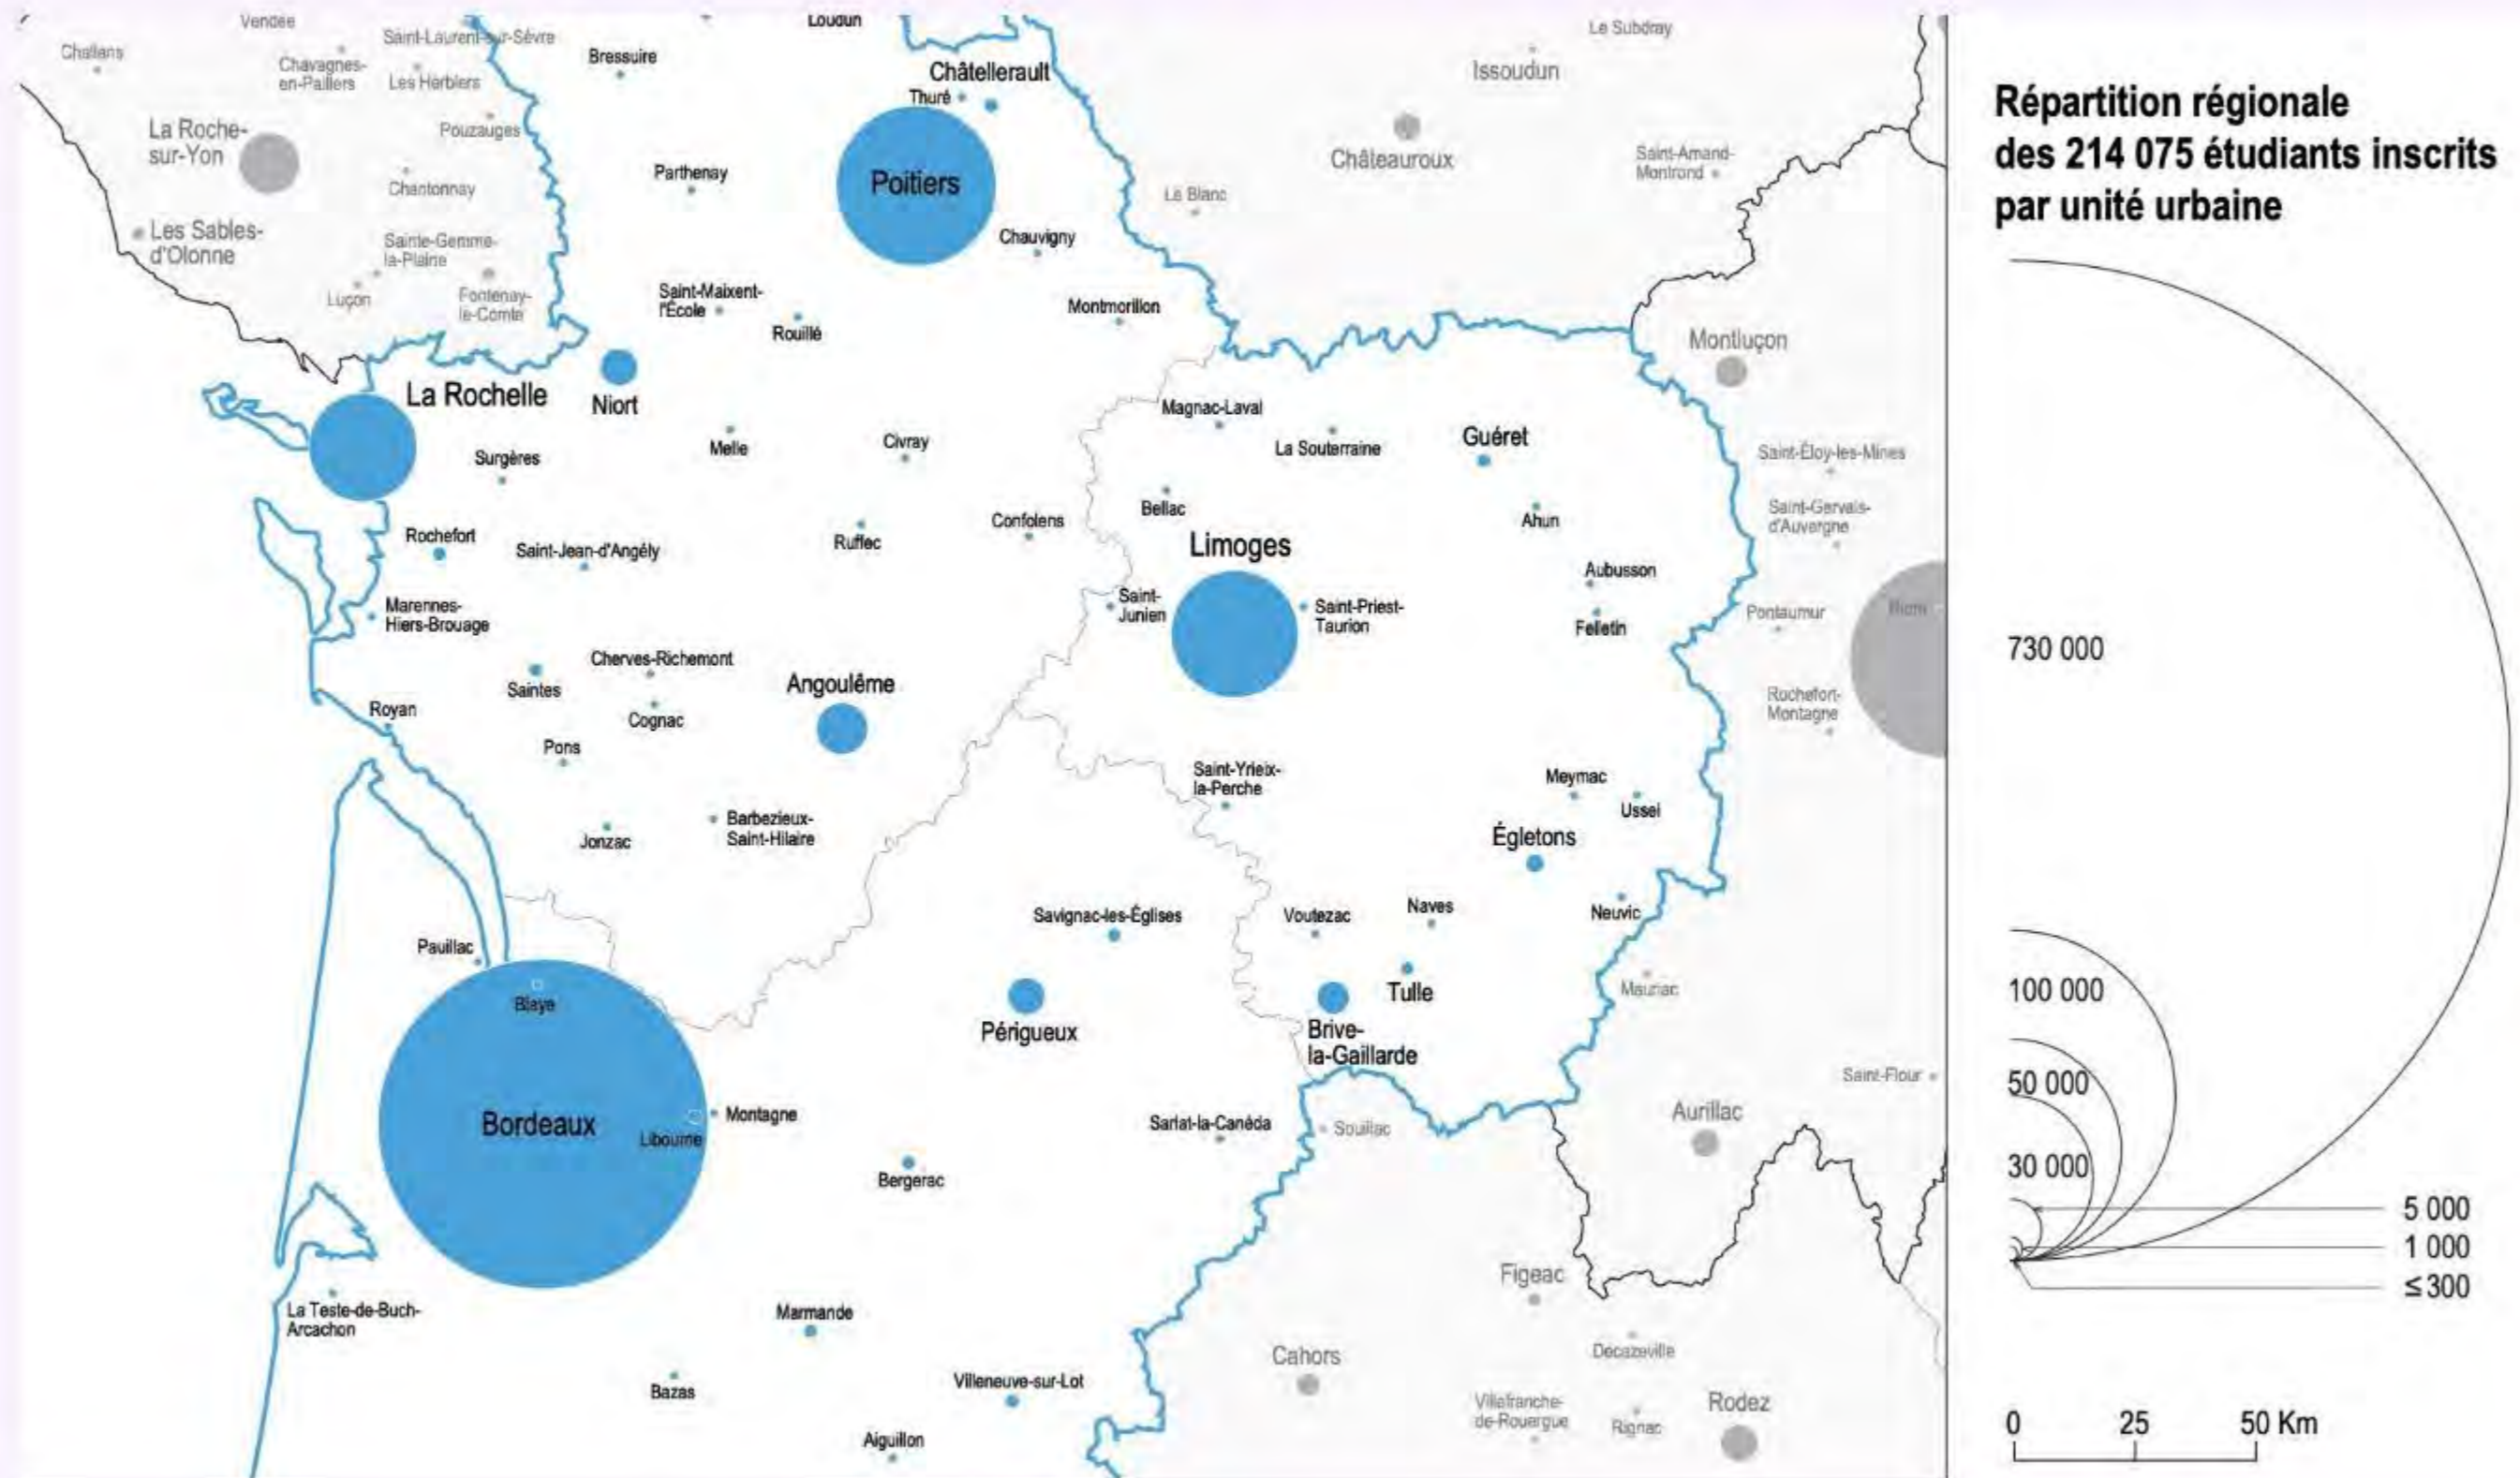 Vendée
Loudun
Le Subdray
Challans
Saint-Laurent-sur-Sèvre
Bressuire
Chavagnes-
en-Paillers
Les Herbiers
Châtellerault
Thuré
Issoudun
La Roche-
sur-Yon
Pouzauges
Poitiers
Châteauroux
Saint-Amand-
Montrond
Parthenay
Chantonnay
Le Blanc
Les Sables-
d'Olonne
Sainte-Gemme-
la-Plaine
Chauvigny
Luçon
Fontenay-
le-Comte
Saint-Maixent-
l'École
Rouillé
Montmorillon
Montluçon
La Rochelle
Niort
Magnac-Laval
La Souterraine
Guéret
Surgères
Melle
Civray
Saint-Éloy-les-Mines
Rochefort
Saint-Jean-d'Angély
Ruffec
Confolens
Bellac
Ahun
Saint-Gervais-
d'Auvergne
Limoges
Aubusson
Marennes-
Hiers-Brouage
Saint-
Junien
Saint-Priest-
Taurion
Felletin
Pontaumur
Riom
Cherves-Richemont
Saintes
Angoulême
Royan
Cognac
Rochefort-
Montagne
Pons
Saint-Yrieix-
la-Perche
Meymac
Ussel
Jonzac
Barbezieux-
Saint-Hilaire
Égletons
Pauillac
Savignac-les-Églises
Voutezac
Naves
Neuvic
Blaye
Périgueux
Tulle
Mauriac
Brive-
la-Gaillarde
Saint-Flour
Bordeaux
Libourne
Montagne
Sarlat-la-Canéda
Souillac
Aurillac
Bergerac
La Teste-de-Buch-
Arcachon
Marmande
Figeac
Bazas
Villeneuve-sur-Lot
Cahors
Decazeville
Aiguillon
Villefranche-
de-Rouergue
Rignac
Rodez
Répartition régionale
des 214 075 étudiants inscrits
par unité urbaine
730 000
100 000
50 000
30 000
5 000
1 000
≤ 300
0 25 50 Km